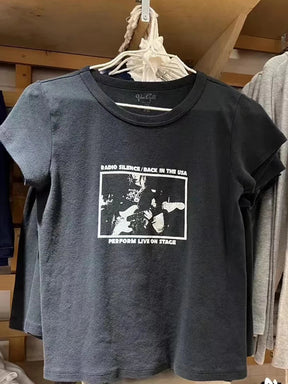 RADIO SILENCE/BACK IN THE USA
PERFORM LIVE ON STAGE